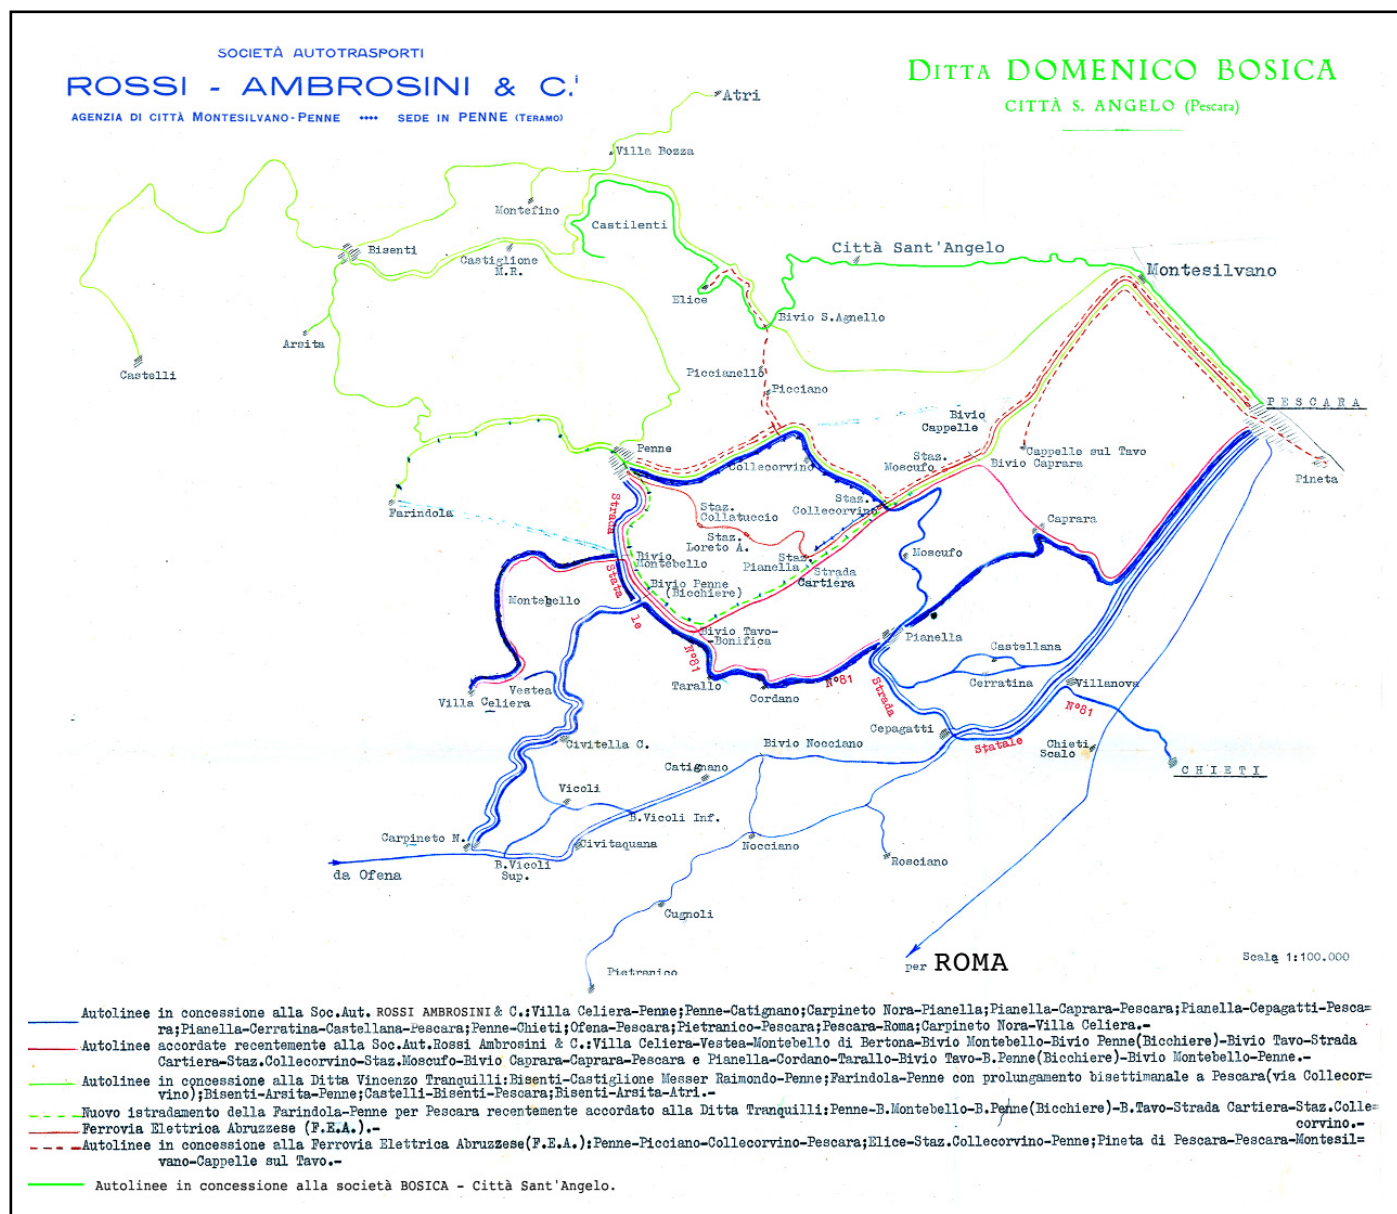 SOCIETÀ AUTOTRASPORTI
ROSSI - AMBROSINI & C.i
AGENZIA DI CITTÀ MONTESILVANO-PENNE •••• SEDE IN PENNE (TERAMO)
DITTA DOMENICO BOSICA
CITTÀ S. ANGELO (Pescara)
Atri
Villa Bozza
Montefino
Castilenti
Bisenti
Castiglione
M.R.
Città Sant'Angelo
Montesilvano
Elice
Bivio S.Agnello
Arsita
Castelli
Piccianello
Picciano
PESCARA
Bivio
Cappelle
Penne
Collecorvino
Staz.
Moscufo
Bivio
Caprara
Cappelle sul Tavo
Pineta
Farindola
Strada
Staz.
Collatuccio
Staz.
Collecorvino
Staz.
Loreto A.
Caprara
Bivio
Montebello
Staz.
Pianella
Strada
Cartiera
Moscufo
Stata
le
Bivio Penne
(Bicchiere)
Montebello
Bivio Tavo-
Bonifica
Pianella
Castellana
N°81
Tarallo
Cordano
N°81
Strada
Cerratina
Villanova
N°81
Vestea
Villa Celiera
Cepagatti
Statale
Chieti
Scalo
CHIETI
Civitella C.
Bivio Nocciano
Catignano
Vicoli
B.Vicoli Inf.
Carpineto N.
B.Vicoli
Sup.
Civitaquana
Nocciano
Rosciano
da Ofena
Cugnoli
Pietranico
per ROMA
Scala 1:100.000
Autolinee in concessione alla Soc.Aut. ROSSI AMBROSINI & C.:Villa Celiera-Penne;Penne-Catignano;Carpineto Nora-Pianella;Pianella-Caprara-Pescara;Pianella-Cepagatti-Pesca=
ra;Pianella-Cerratina-Castellana-Pescara;Penne-Chieti;Ofena-Pescara;Pietranico-Pescara;Pescara-Roma;Carpineto Nora-Villa Celiera.-
Autolinee accordate recentemente alla Soc.Aut.Rossi Ambrosini & C.:Villa Celiera-Vestea-Montebello di Bertona-Bivio Montebello-Bivio Penne(Bicchiere)-Bivio Tavo-Strada
Cartiera-Staz.Collecorvino-Staz.Moscufo-Bivio Caprara-Caprara-Pescara e Pianella-Cordano-Tarallo-Bivio Tavo-B.Penne(Bicchiere)-Bivio Montebello-Penne.-
Autolinee in concessione alla Ditta Vincenzo Tranquilli:Bisenti-Castiglione Messer Raimondo-Penne;Farindola-Penne con prolungamento bisettimanale a Pescara(via Collecor=
vino);Bisenti-Arsita-Penne;Castelli-Bisenti-Pescara;Bisenti-Arsita-Atri.-
Nuovo istradamento della Farindola-Penne per Pescara recentemente accordato alla Ditta Tranquilli:Penne-B.Montebello-B.Penne(Bicchiere)-B.Tavo-Strada Cartiera-Staz.Colle=
corvino.-
Ferrovia Elettrica Abruzzese (F.E.A.).-
Autolinee in concessione alla Ferrovia Elettrica Abruzzese(F.E.A.):Penne-Picciano-Collecorvino-Pescara;Elice-Staz.Collecorvino-Penne;Pineta di Pescara-Pescara-Montesil=
vano-Cappelle sul Tavo.-
Autolinee in concessione alla società BOSICA - Città Sant'Angelo.